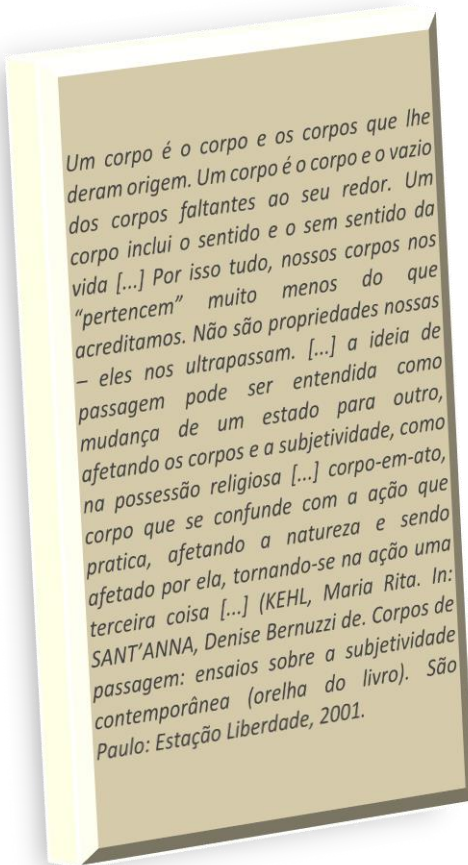 Um corpo é o corpo e os corpos que lhe
deram origem. Um corpo é o corpo e o vazio
dos corpos faltantes ao seu redor. Um
corpo inclui o sentido e o sem sentido da
vida [...] Por isso tudo, nossos corpos nos
“pertencem” muito menos do que
acreditamos. Não são propriedades nossas
– eles nos ultrapassam. [...] a ideia de
passagem pode ser entendida como
mudança de um estado para outro,
afetando os corpos e a subjetividade, como
na possessão religiosa [...] corpo-em-ato,
corpo que se confunde com a ação que
pratica, afetando a natureza e sendo
afetado por ela, tornando-se na ação uma
terceira coisa [...] (KEHL, Maria Rita. In:
SANT’ANNA, Denise Bernuzzi de. Corpos de
passagem: ensaios sobre a subjetividade
contemporânea (orelha do livro). São
Paulo: Estação Liberdade, 2001.